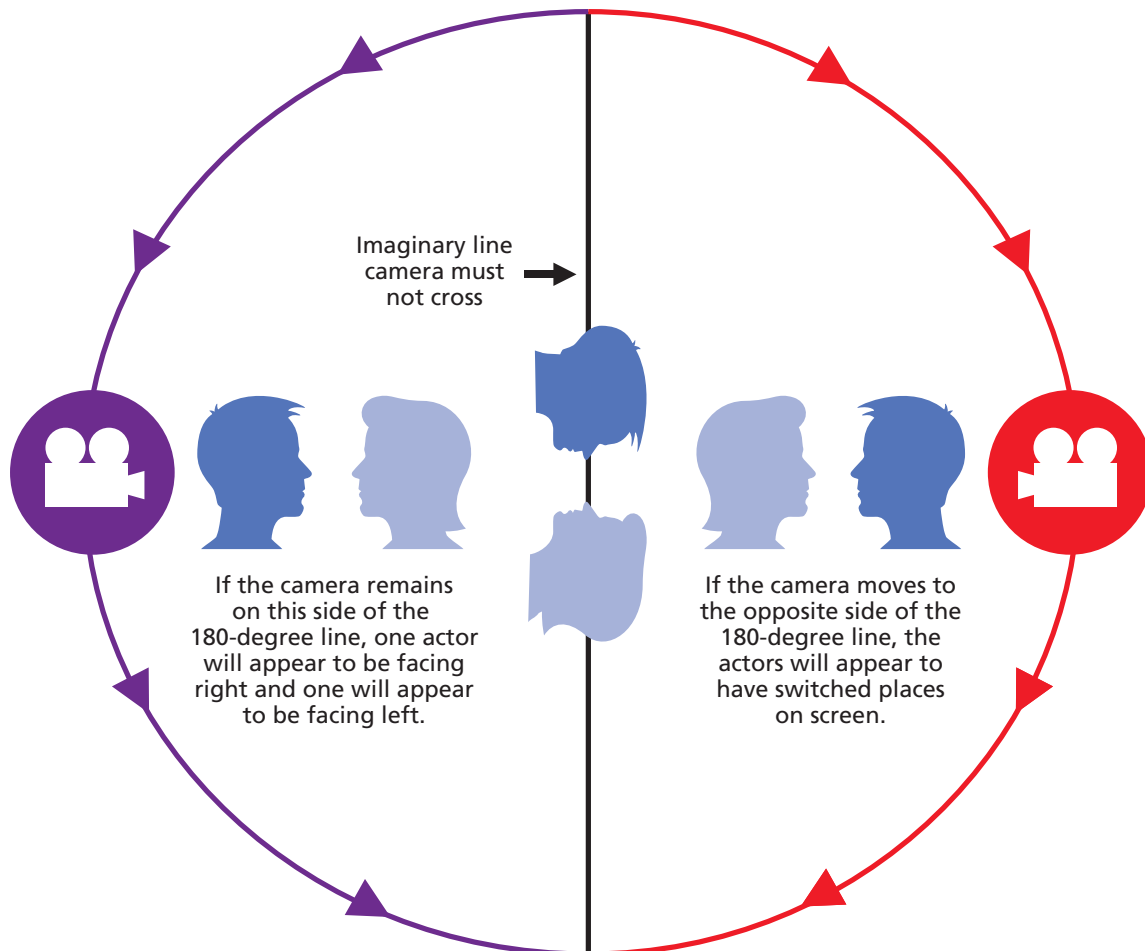 Imaginary line
camera must
not cross
If the camera remains
on this side of the
180-degree line, one actor
will appear to be facing
right and one will appear
to be facing left.
If the camera moves to
the opposite side of the
180-degree line, the
actors will appear to
have switched places
on screen.